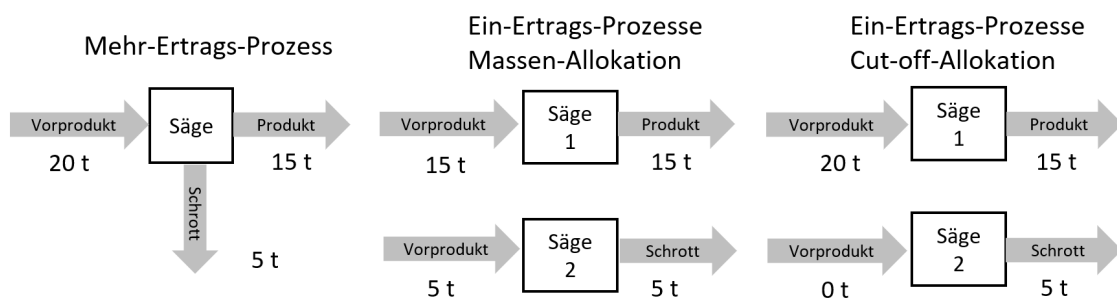 Mehr-Ertrags-Prozess
Vorprodukt
Säge
Produkt
20 t
15 t
Schrott
5 t
Ein-Ertrags-Prozesse
Massen-Allokation
Vorprodukt
Säge
1
Produkt
15 t
15 t
Vorprodukt
Säge
2
Schrott
5 t
5 t
Ein-Ertrags-Prozesse
Cut-off-Allokation
Vorprodukt
Säge
1
Produkt
20 t
15 t
Vorprodukt
Säge
2
Schrott
0 t
5 t